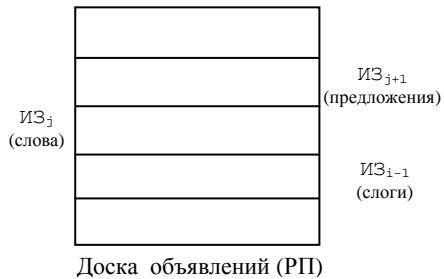 ИЗⱼ₊₁
(предложения)
ИЗⱼ
(слова)
ИЗᵢ₋₁
(слоги)
Доска объявлений (РП)